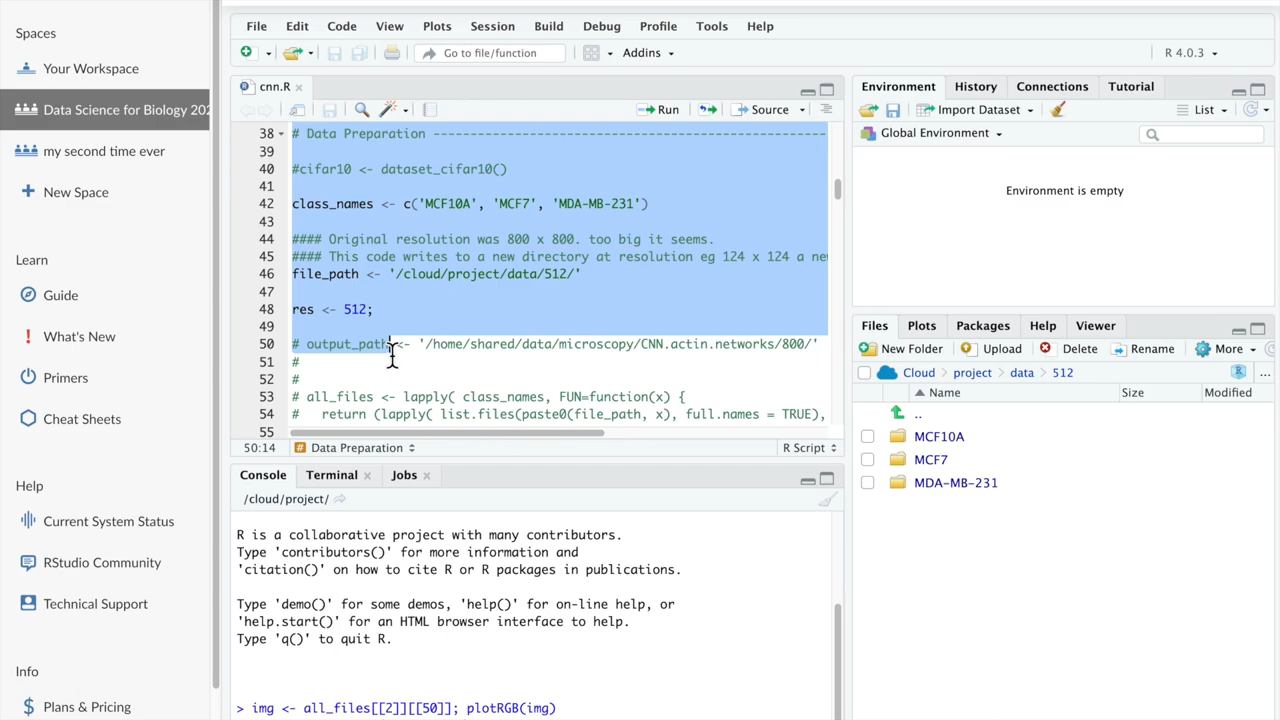 Spaces
Your Workspace
Data Science for Biology 202
my second time ever
New Space
Learn
Guide
What's New
Primers
Cheat Sheets
Help
Current System Status
RStudio Community
Technical Support
Info
Plans & Pricing
File Edit Code View Plots Session Build Debug Profile Tools Help
Go to file/function Addins R 4.0.3
cnn.R
Run Source
38 # Data Preparation ------------------------------------------------------
39
40 #cifar10 <- dataset_cifar10()
41
42 class_names <- c('MCF10A', 'MCF7', 'MDA-MB-231')
43
44 #### Original resolution was 800 x 800. too big it seems.
45 #### This code writes to a new directory at resolution eg 124 x 124 a ne
46 file_path <- '/cloud/project/data/512/'
47
48 res <- 512;
49
50 # output_path <- '/home/shared/data/microscopy/CNN.actin.networks/800/'
51 #
52 #
53 # all_files <- lapply( class_names, FUN=function(x) {
54 #   return (lapply( list.files(paste0(file_path, x), full.names = TRUE),
55
50:14 # Data Preparation R Script
Console Terminal Jobs
/cloud/project/
R is a collaborative project with many contributors.
Type 'contributors()' for more information and
'citation()' on how to cite R or R packages in publications.
Type 'demo()' for some demos, 'help()' for on-line help, or
'help.start()' for an HTML browser interface to help.
Type 'q()' to quit R.
> img <- all_files[[2]][[50]]; plotRGB(img)
Environment History Connections Tutorial
Import Dataset List
Global Environment
Environment is empty
Files Plots Packages Help Viewer
New Folder Upload Delete Rename More
Cloud project data 512 ...
Name Size Modified
..
MCF10A
MCF7
MDA-MB-231